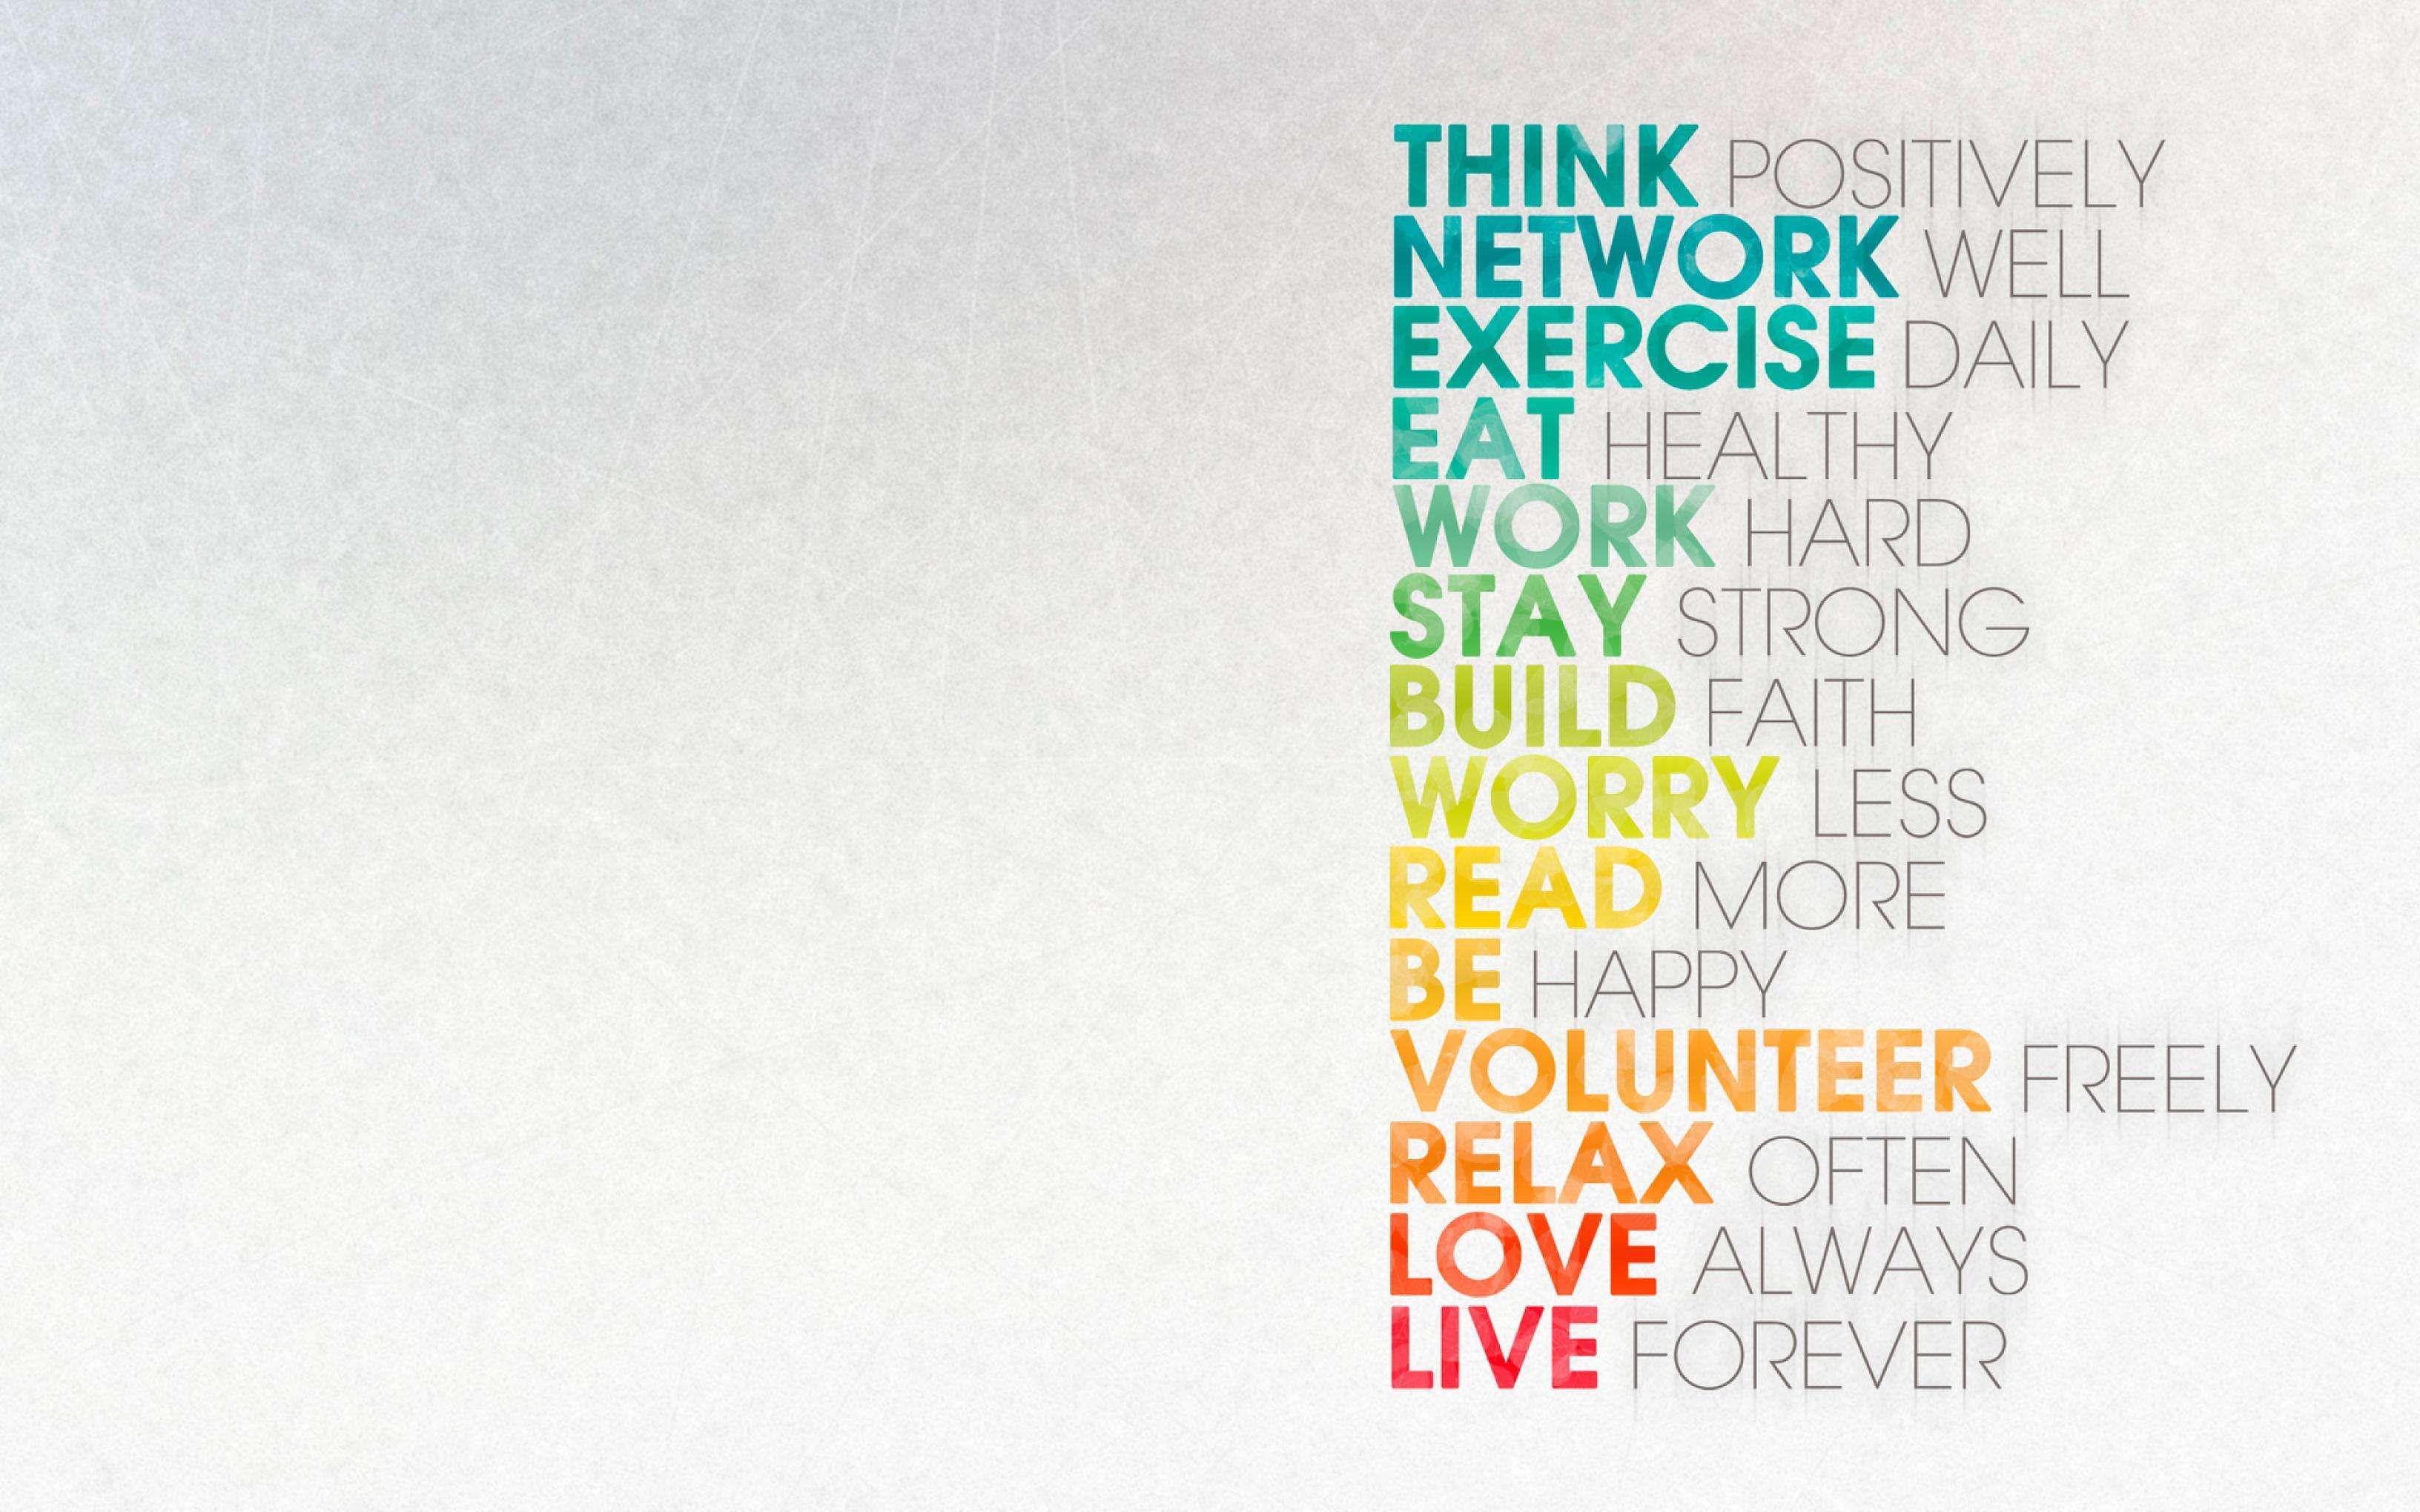 THINK POSITIVELY
NETWORK WELL
EXERCISE DAILY
EAT HEALTHY
WORK HARD
STAY STRONG
BUILD FAITH
WORRY LESS
READ MORE
BE HAPPY
VOLUNTEER FREELY
RELAX OFTEN
LOVE ALWAYS
LIVE FOREVER